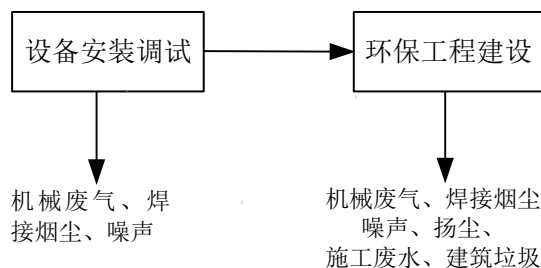 设备安装调试
环保工程建设
机械废气、焊
接烟尘、噪声
机械废气、焊接烟尘
噪声、扬尘、
施工废水、建筑垃圾